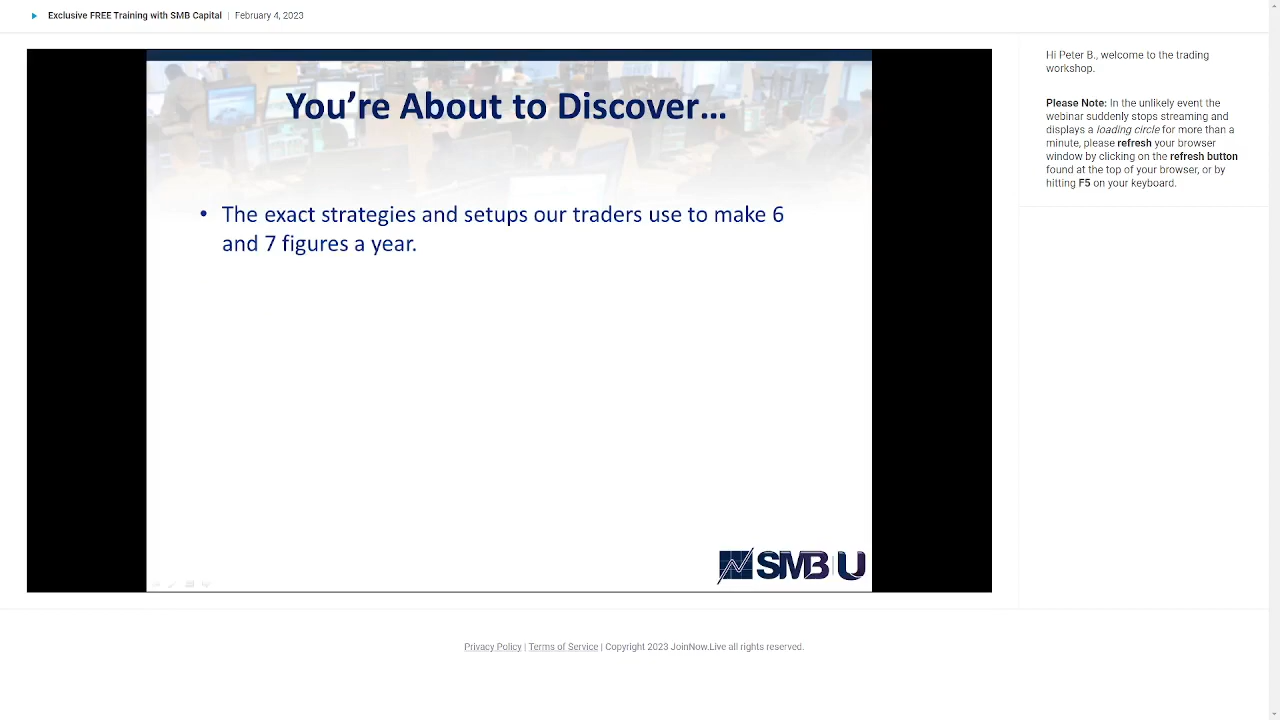 Exclusive FREE Training with SMB Capital | February 4, 2023
You're About to Discover…
• The exact strategies and setups our traders use to make 6
and 7 figures a year.
SMB U
Hi Peter B., welcome to the trading
workshop.
Please Note: In the unlikely event the
webinar suddenly stops streaming and
displays a loading circle for more than a
minute, please refresh your browser
window by clicking on the refresh button
found at the top of your browser, or by
hitting F5 on your keyboard.
Privacy Policy | Terms of Service | Copyright 2023 JoinNow.Live all rights reserved.